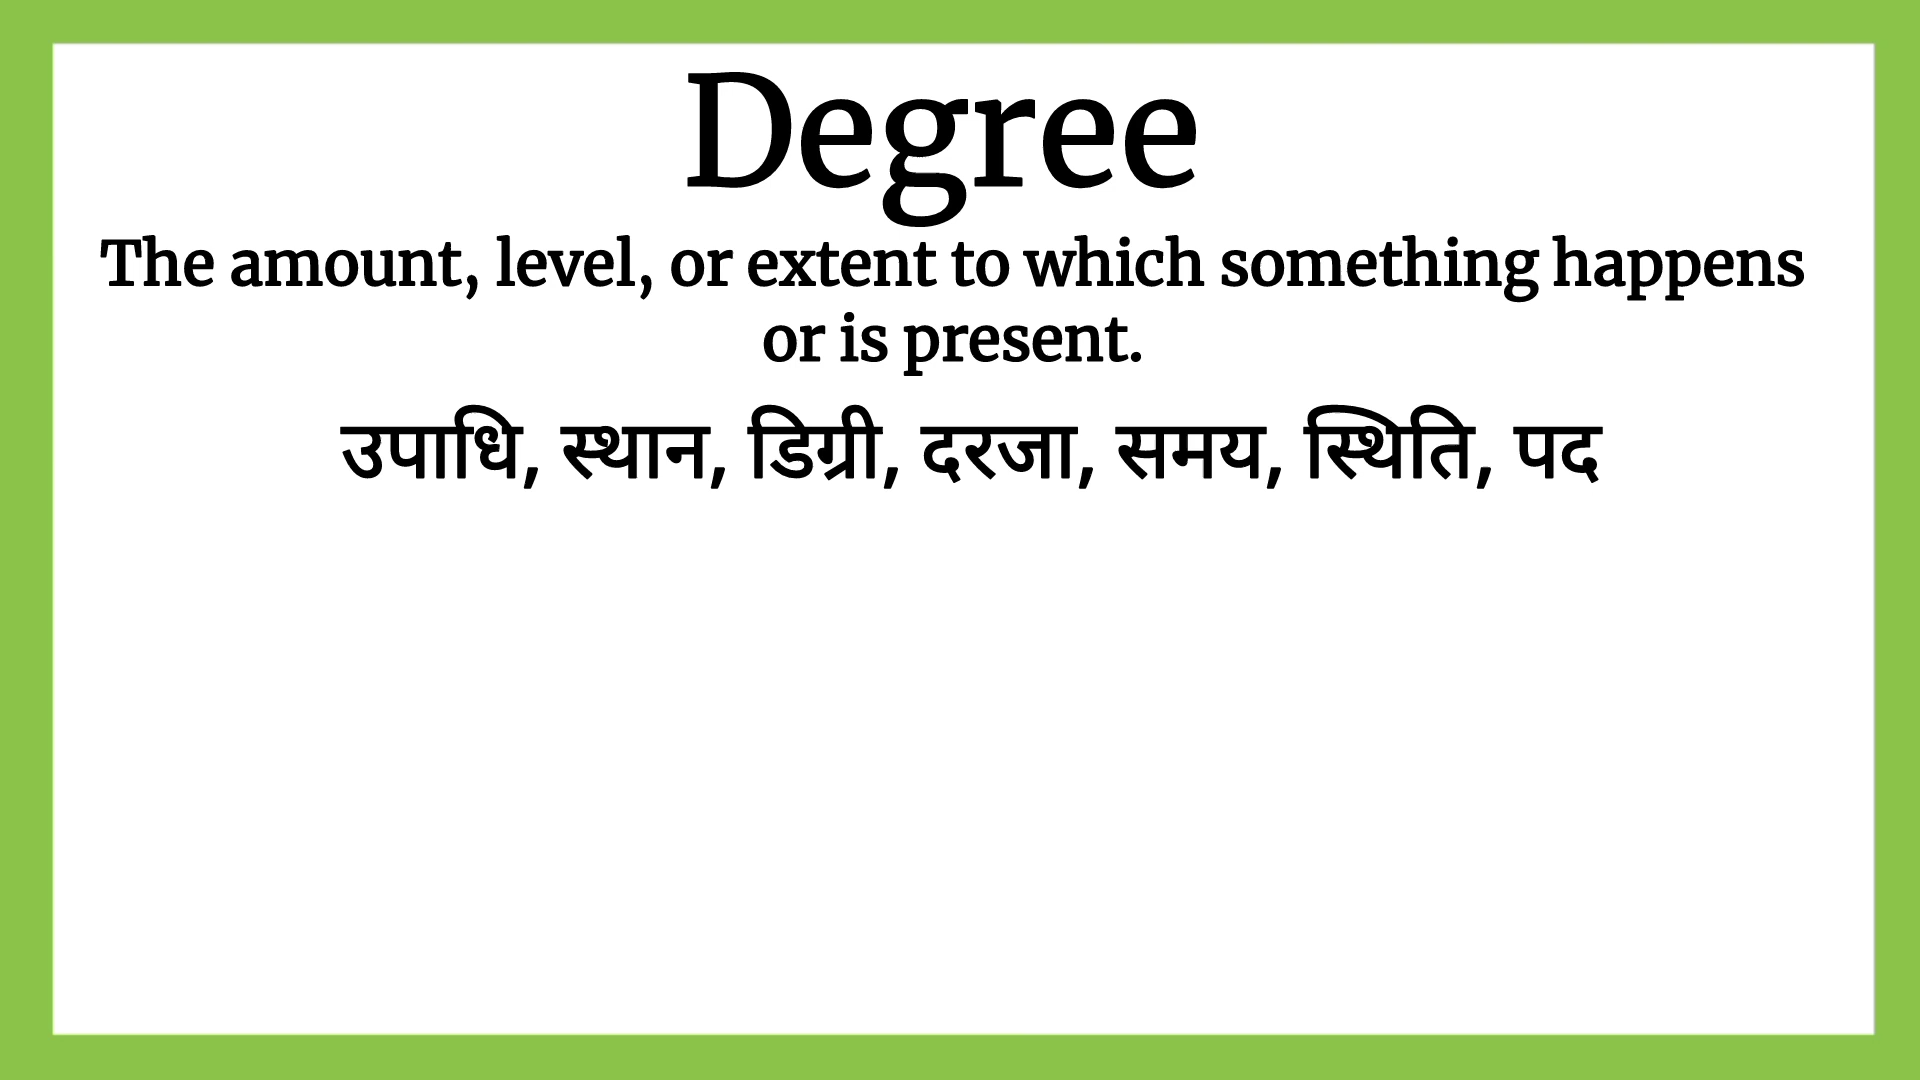 Degree
The amount, level, or extent to which something happens
or is present.
उपाधि, स्थान, डिग्री, दरजा, समय, स्थिति, पद